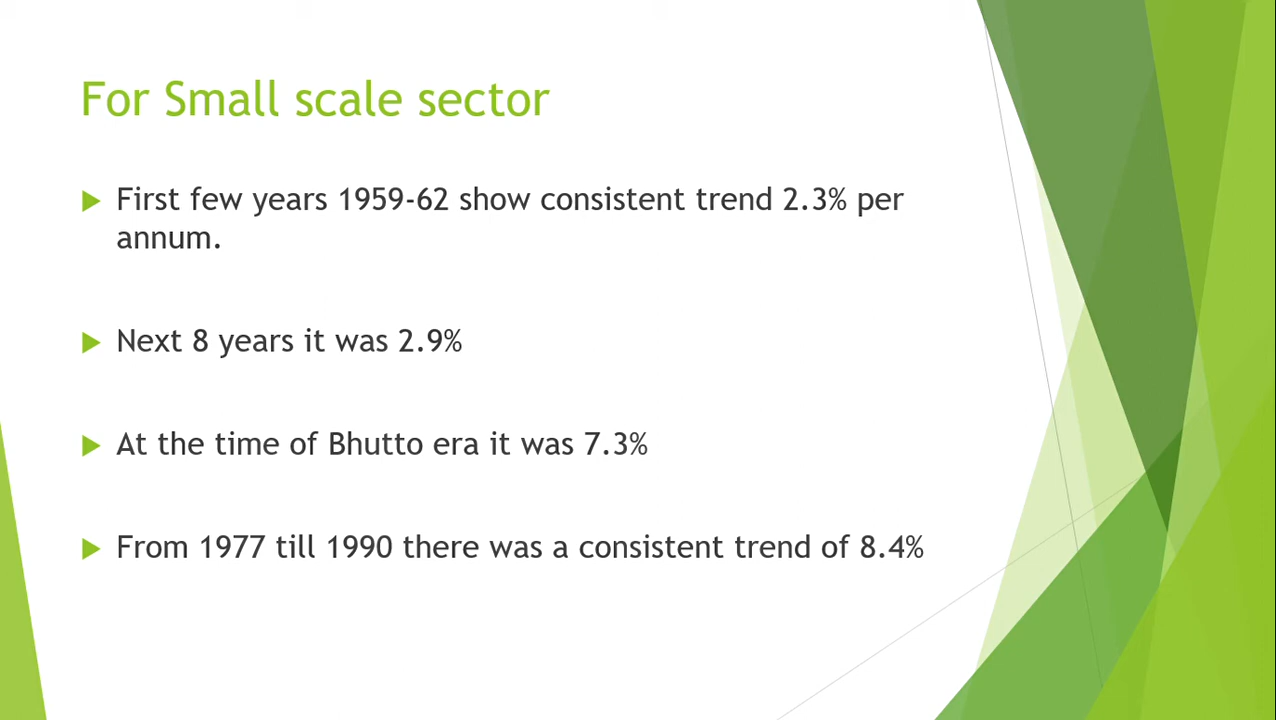 For Small scale sector
First few years 1959-62 show consistent trend 2.3% per
annum.
Next 8 years it was 2.9%
At the time of Bhutto era it was 7.3%
From 1977 till 1990 there was a consistent trend of 8.4%